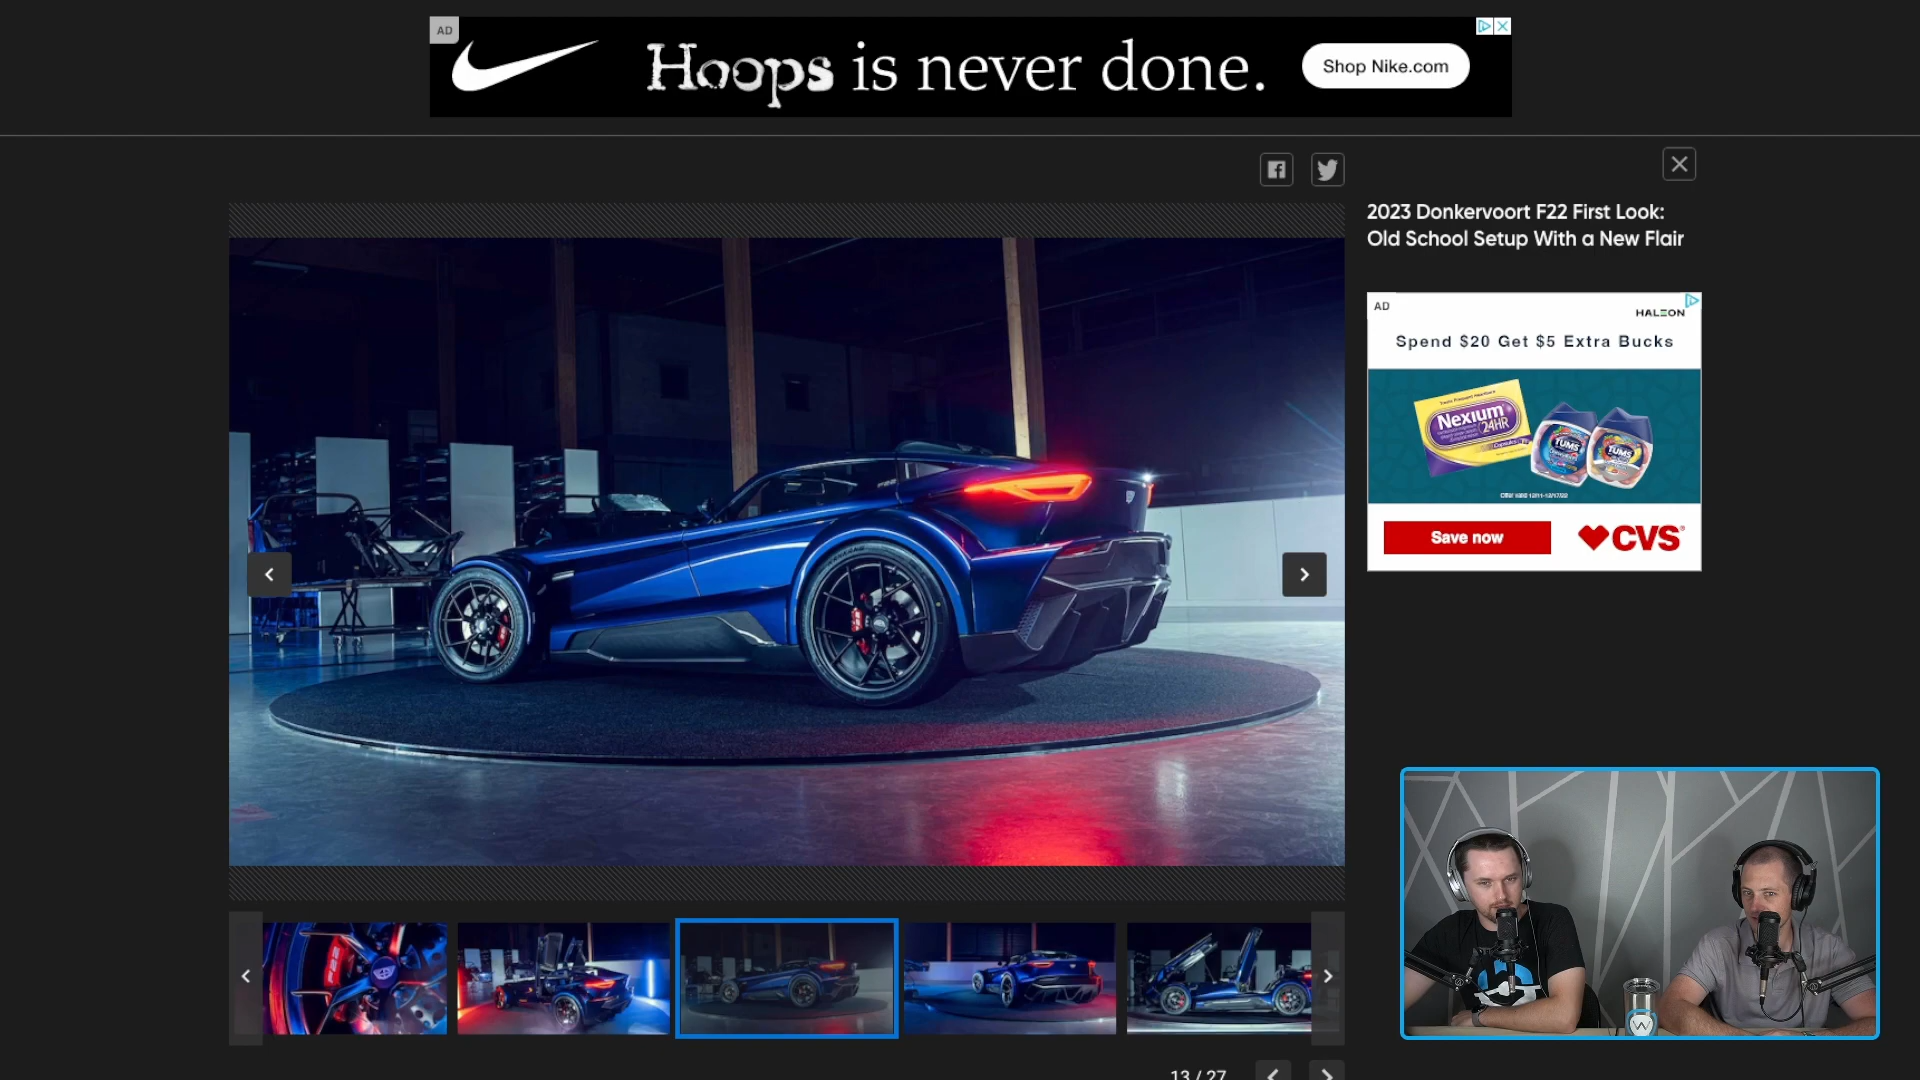 AD
Hoops is never done.
Shop Nike.com
2023 Donkervoort F22 First Look:
Old School Setup With a New Flair
AD
HALEON
Spend $20 Get $5 Extra Bucks
Nexium
24HR
TUMS
TUMS
Save now
CVS
F22
13 / 27